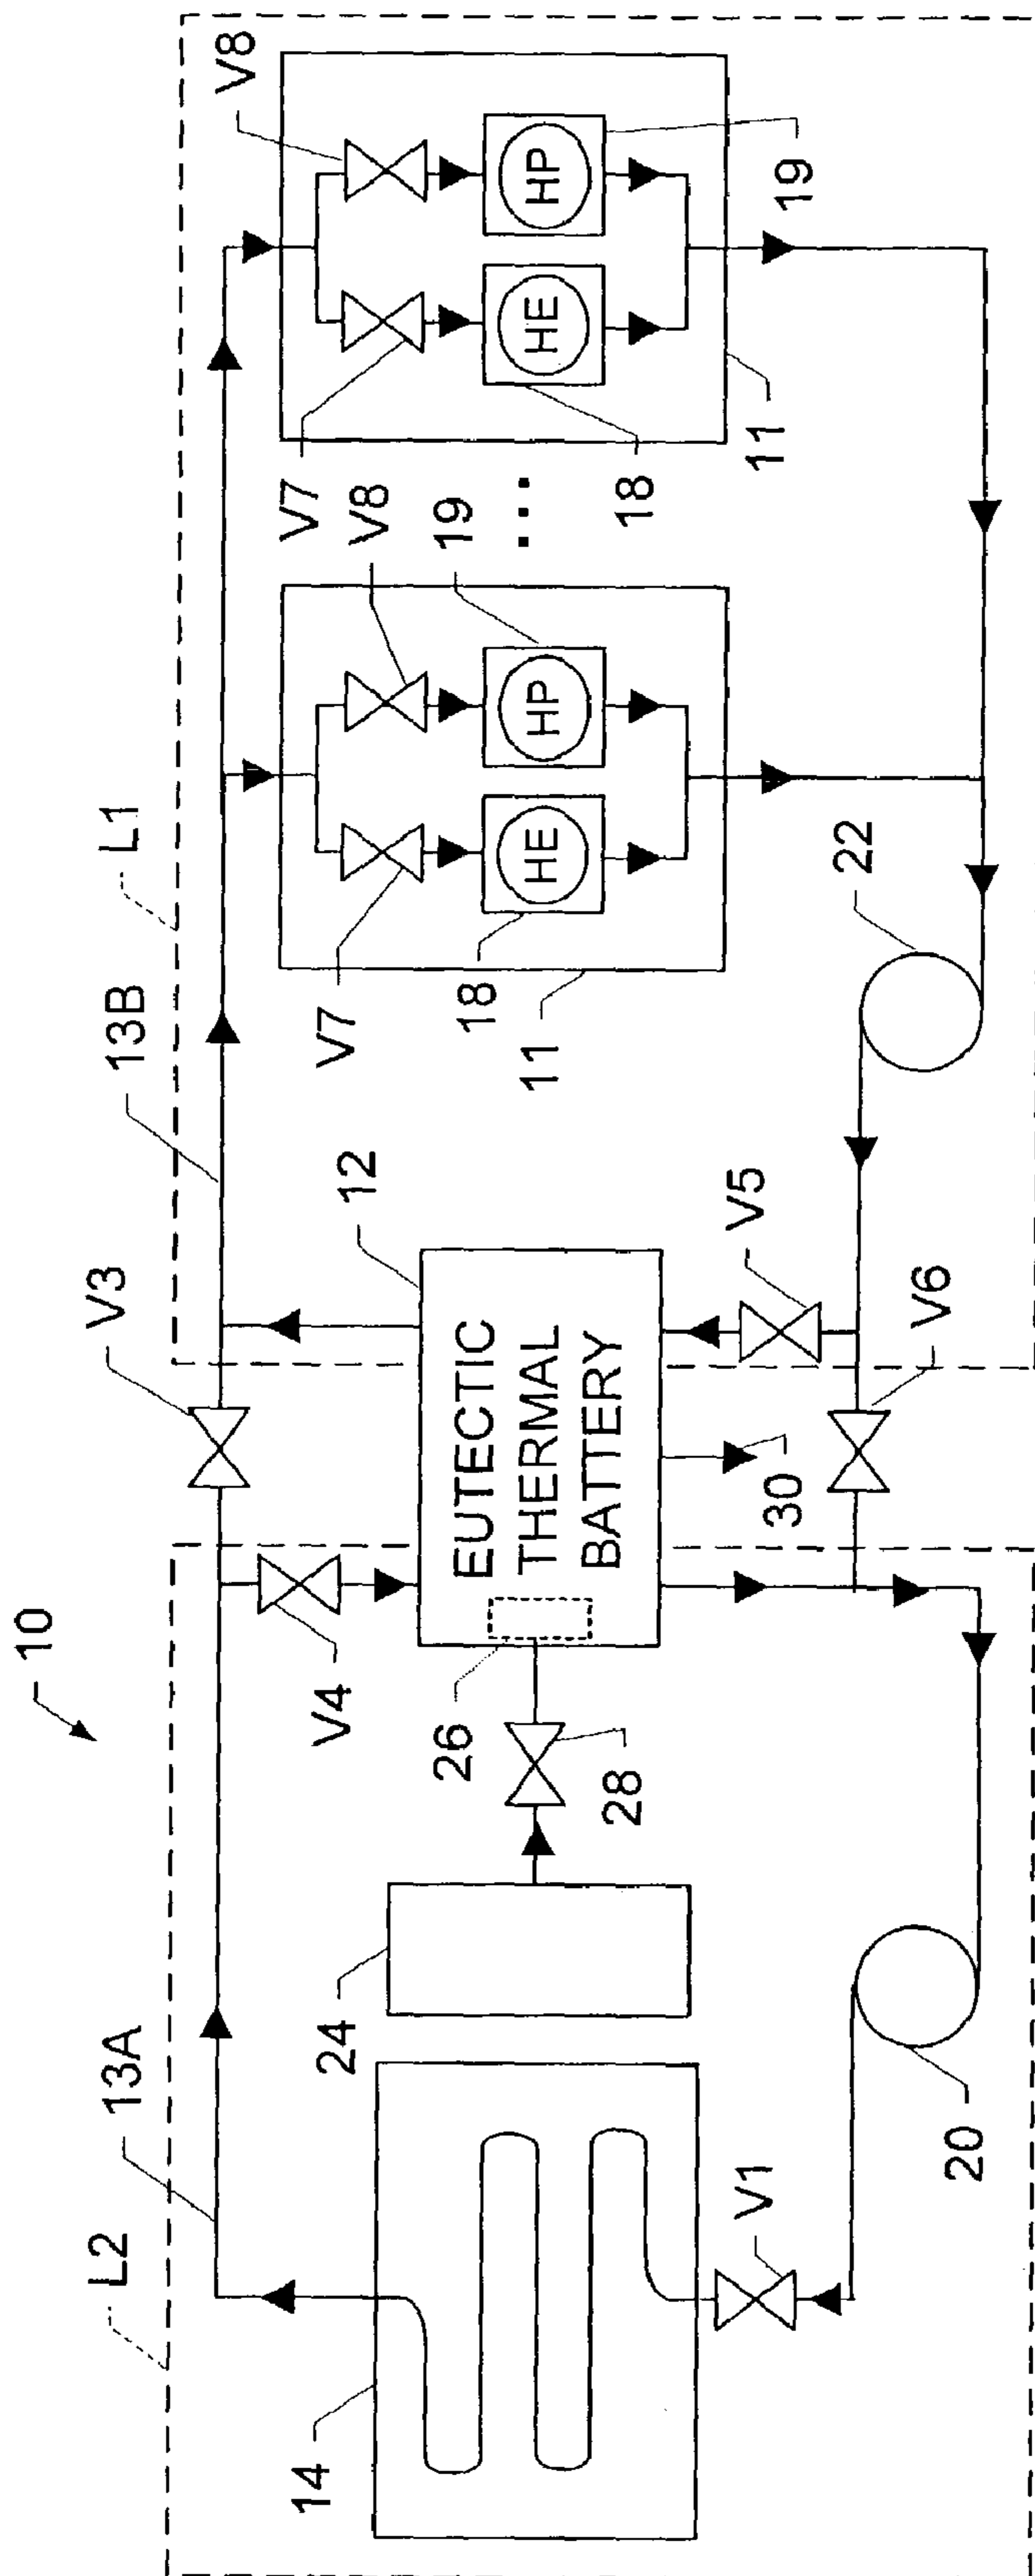 10
L2
13A
V3
13B
L1
V8
14
24
V4
26
28
EUTECTIC
THERMAL
BATTERY
12
30
V1
20
V5
V6
22
11
18
V7
HE
HP
19
V8
...
V7
HE
HP
18
11
19